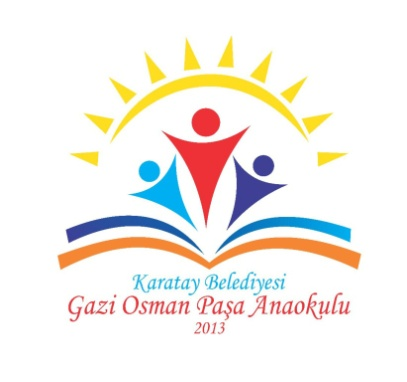 Karatay Belediyesi
Gazi Osman Paşa Anaokulu
2013